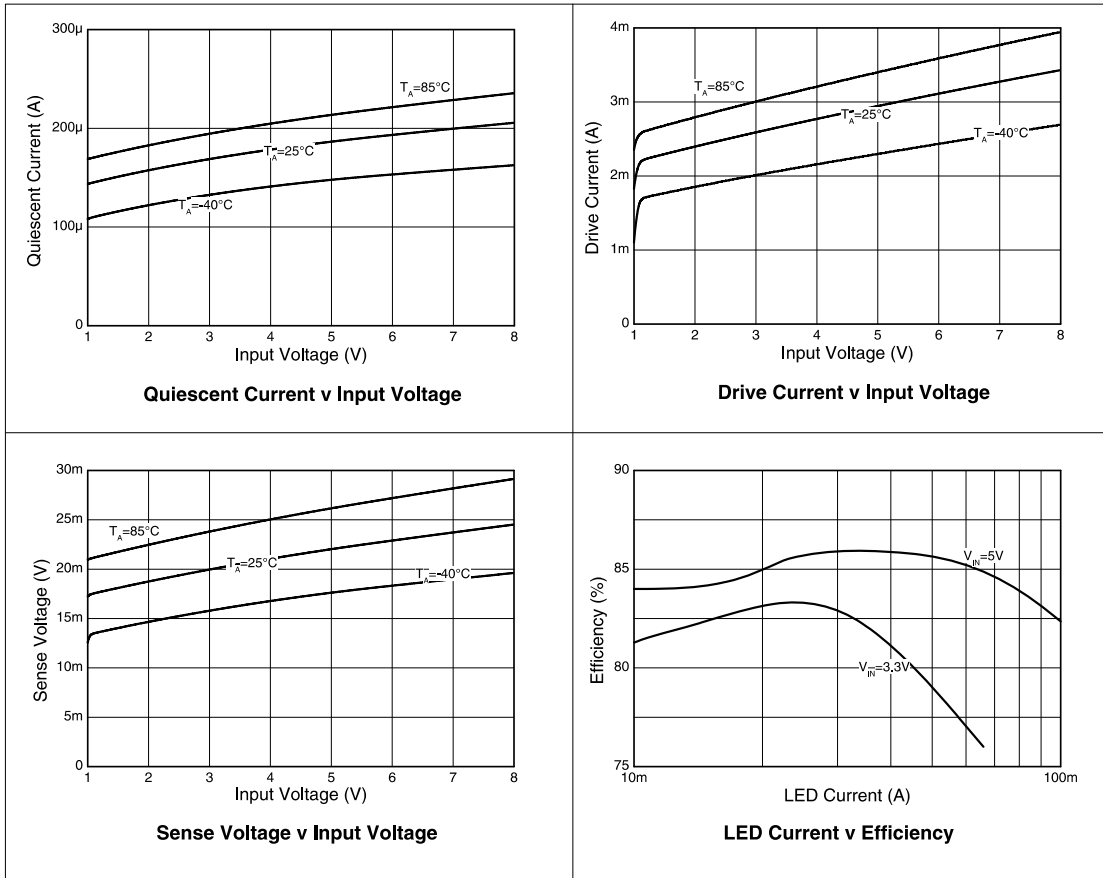 300µ
200µ
100µ
0
Quiescent Current (A)
T_A=85°C
T_A=25°C
T_A=-40°C
1 2 3 4 5 6 7 8
Input Voltage (V)
Quiescent Current v Input Voltage
4m
3m
2m
1m
0
Drive Current (A)
T_A=85°C
T_A=25°C
T_A=-40°C
1 2 3 4 5 6 7 8
Input Voltage (V)
Drive Current v Input Voltage
30m
25m
20m
15m
10m
5m
0
Sense Voltage (V)
T_A=85°C
T_A=25°C
T_A=-40°C
1 2 3 4 5 6 7 8
Input Voltage (V)
Sense Voltage v Input Voltage
90
85
80
75
Efficiency (%)
V_IN=5V
V_IN=3.3V
10m 100m
LED Current (A)
LED Current v Efficiency